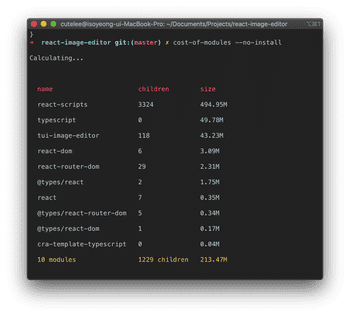 cutelee@isoyeong-ui-MacBook-Pro: ~/Documents/Projects/react-image-editor ⌥⌘1
}
➜ react-image-editor git:(master) ✗ cost-of-modules --no-install
Calculating...
name children size
react-scripts 3324 494.95M
typescript 0 49.78M
tui-image-editor 118 43.23M
react-dom 6 3.09M
react-router-dom 29 2.31M
@types/react 2 1.75M
react 7 0.35M
@types/react-router-dom 5 0.34M
@types/react-dom 1 0.17M
cra-template-typescript 0 0.04M
10 modules 1229 children 213.47M